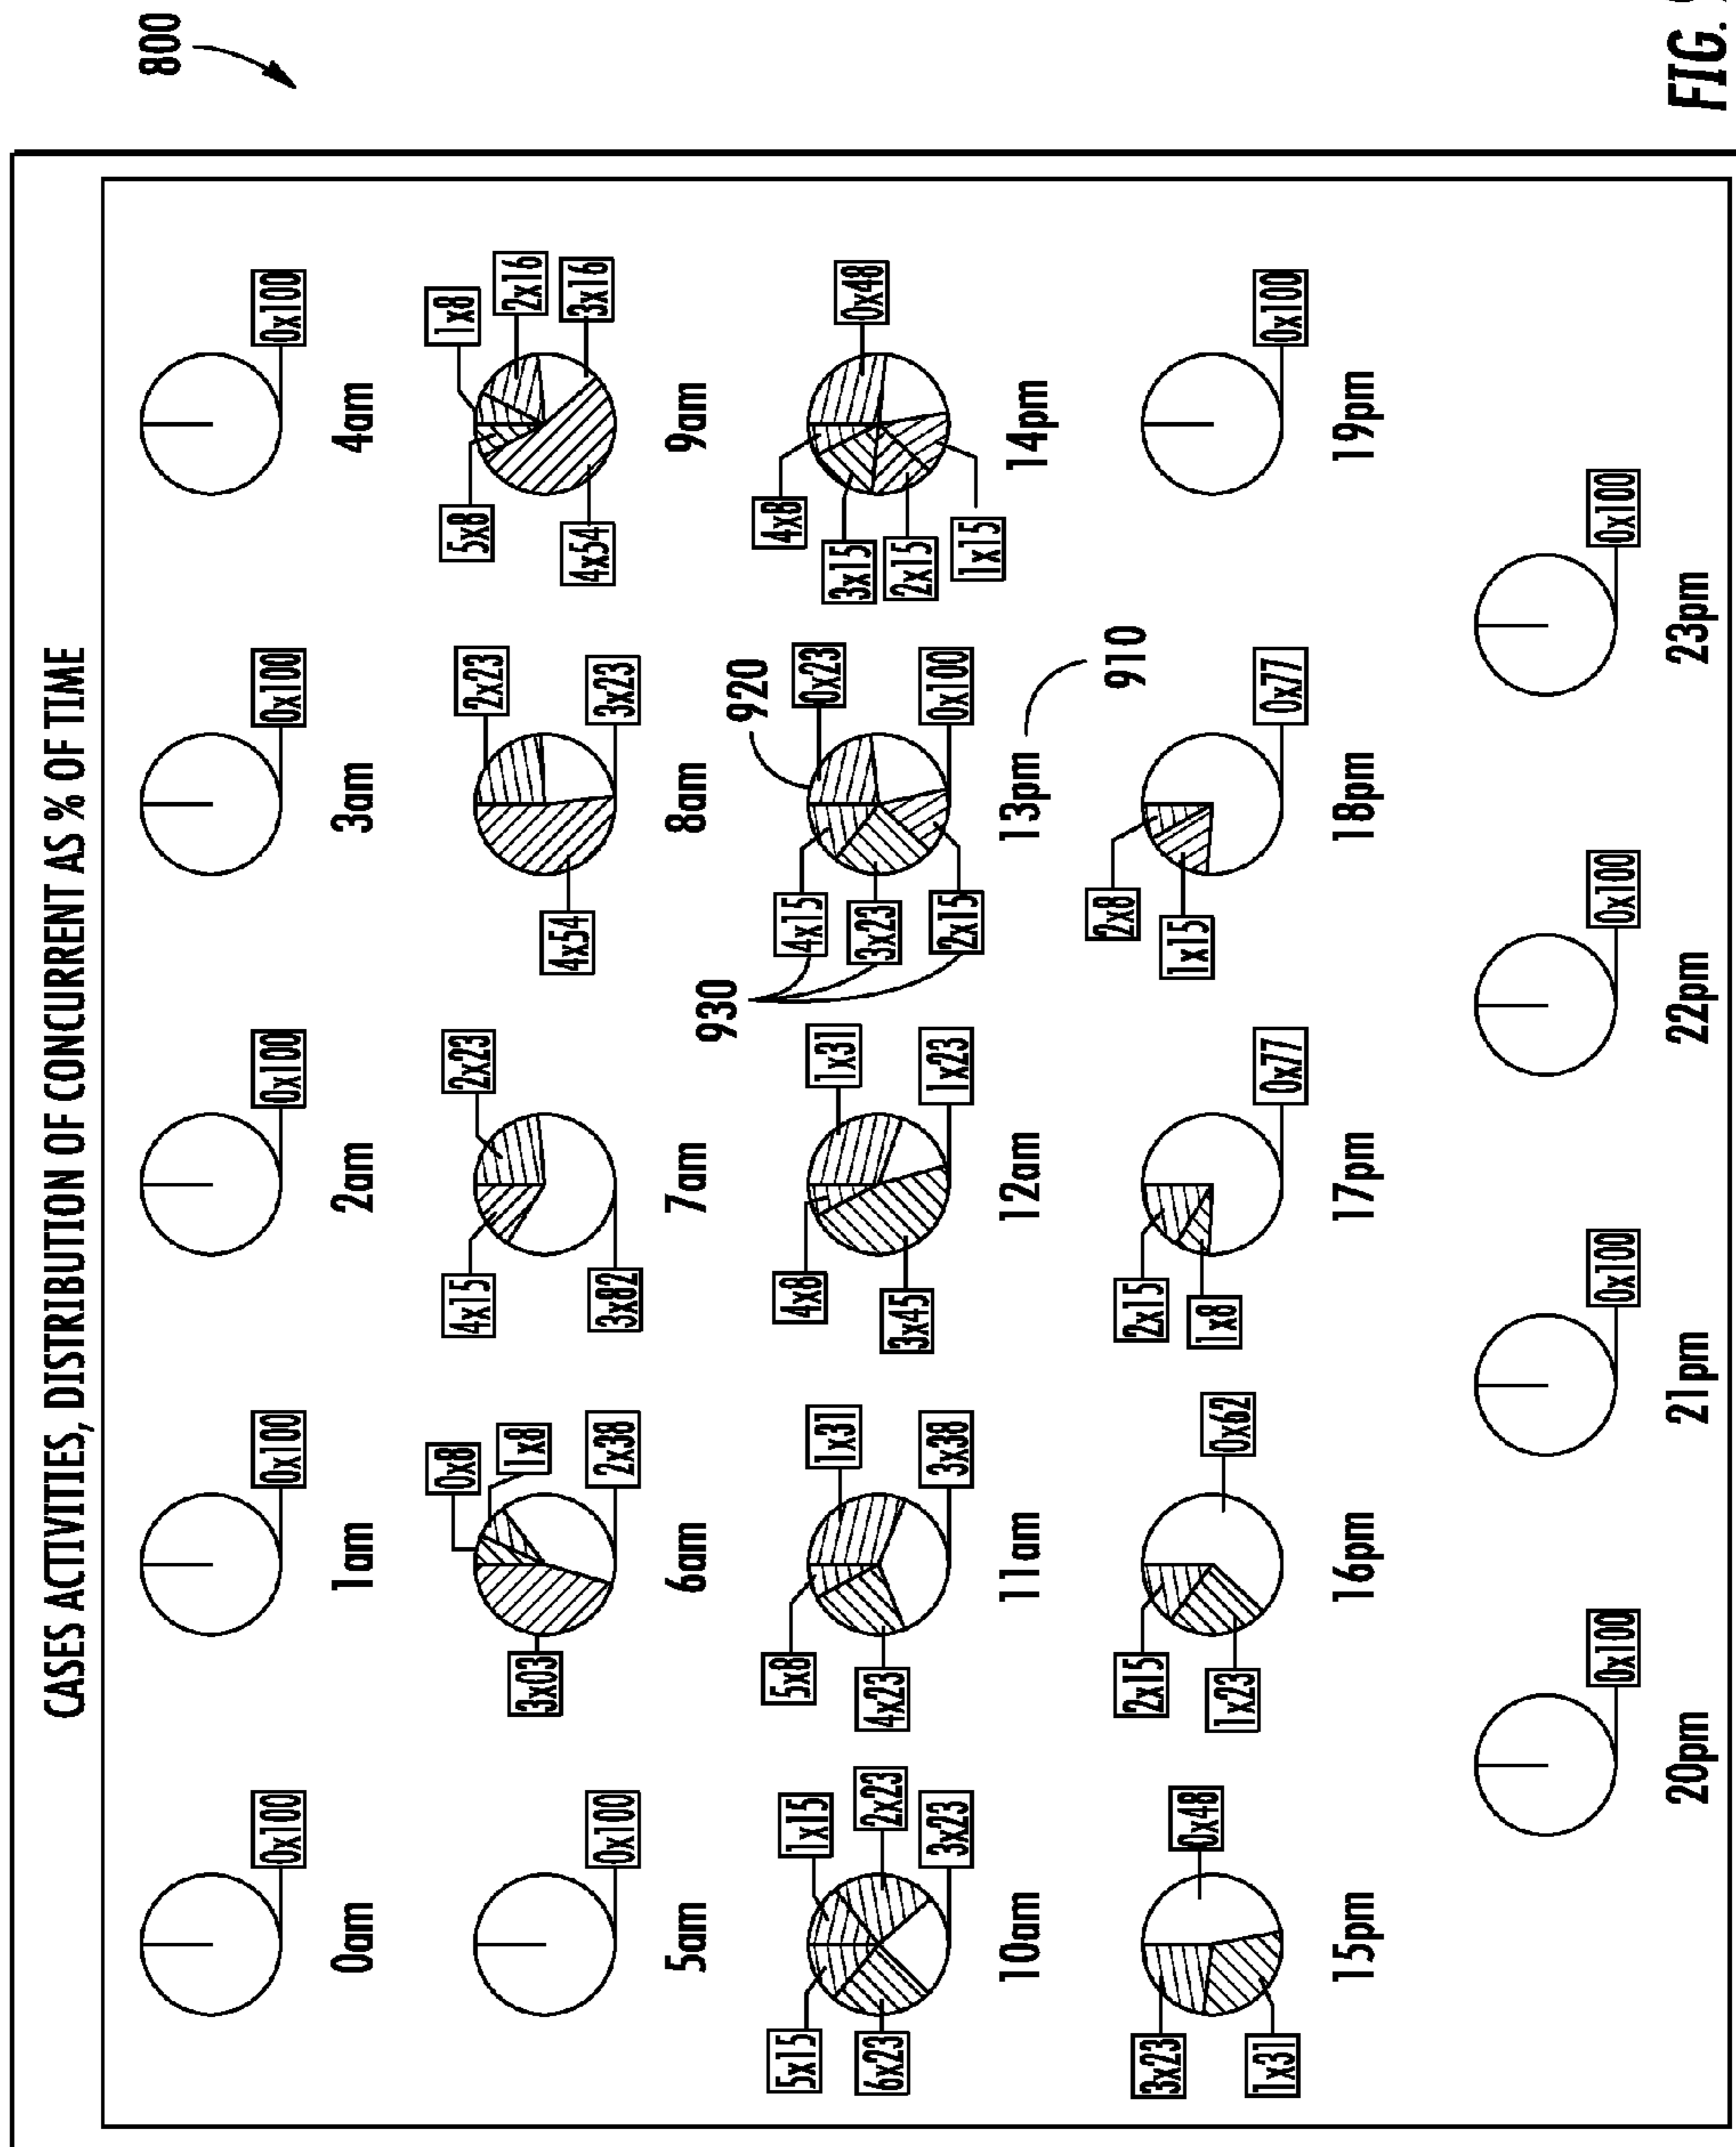 800
CASES ACTIVITIES, DISTRIBUTION OF CONCURRENT AS % OF TIME
0x100
0x100
0x100
0x100
0x100
0am
1am
2am
3am
4am
0x100
0x8
1x8
3x03
2x38
4x15
2x23
3x82
2x23
4x54
3x23
1x8
5x8
2x16
4x54
3x16
5am
6am
7am
8am
9am
1x15
5x15
2x23
6x23
3x23
5x8
1x31
4x23
3x38
4x8
1x31
3x45
1x23
930
920
4x15
0x23
3x23
2x15
0x100
4x8
0x48
3x15
2x15
1x15
10am
11am
12am
13pm
14pm
910
3x23
0x48
1x31
2x15
0x62
1x23
2x15
1x8
0x77
2x8
1x15
0x77
0x100
15pm
16pm
17pm
18pm
19pm
0x100
0x100
0x100
0x100
20pm
21pm
22pm
23pm
FIG.